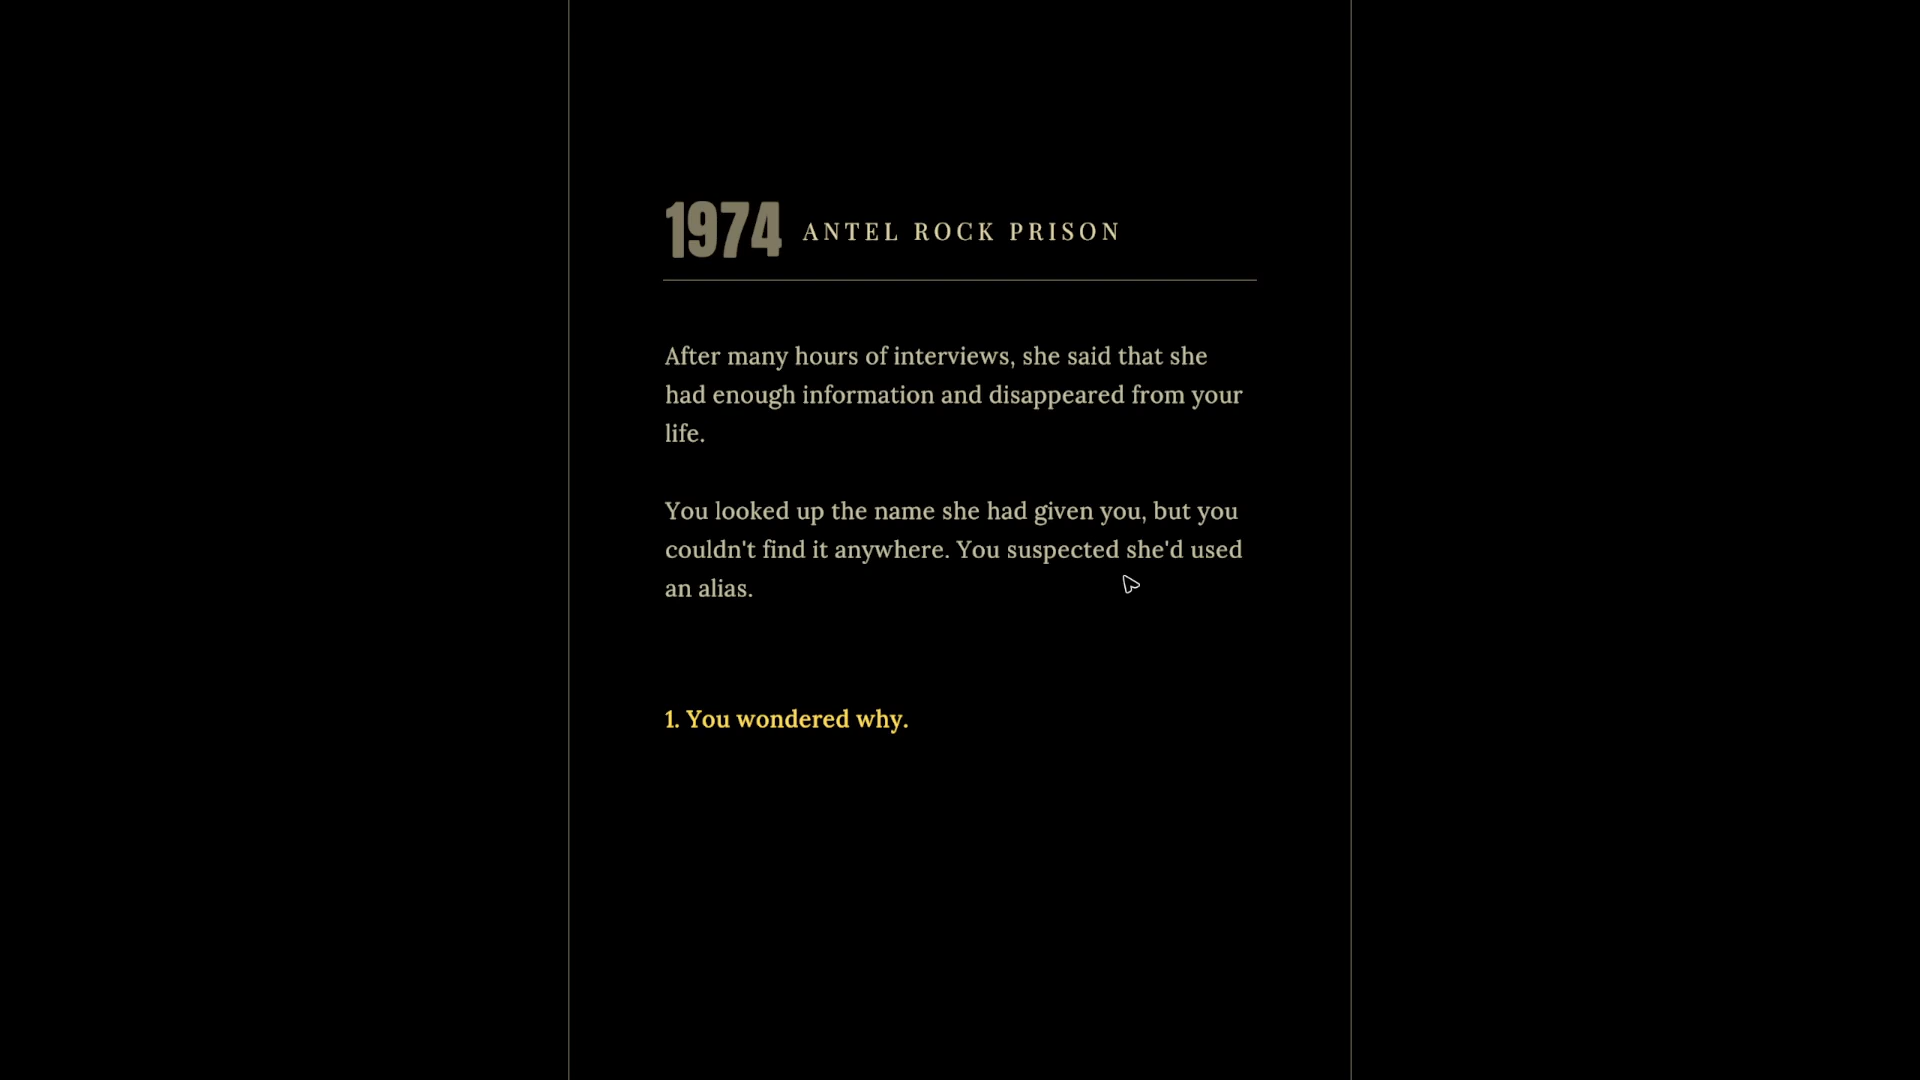 1974 ANTEL ROCK PRISON
After many hours of interviews, she said that she
had enough information and disappeared from your
life.
You looked up the name she had given you, but you
couldn't find it anywhere. You suspected she'd used
an alias.
1. You wondered why.